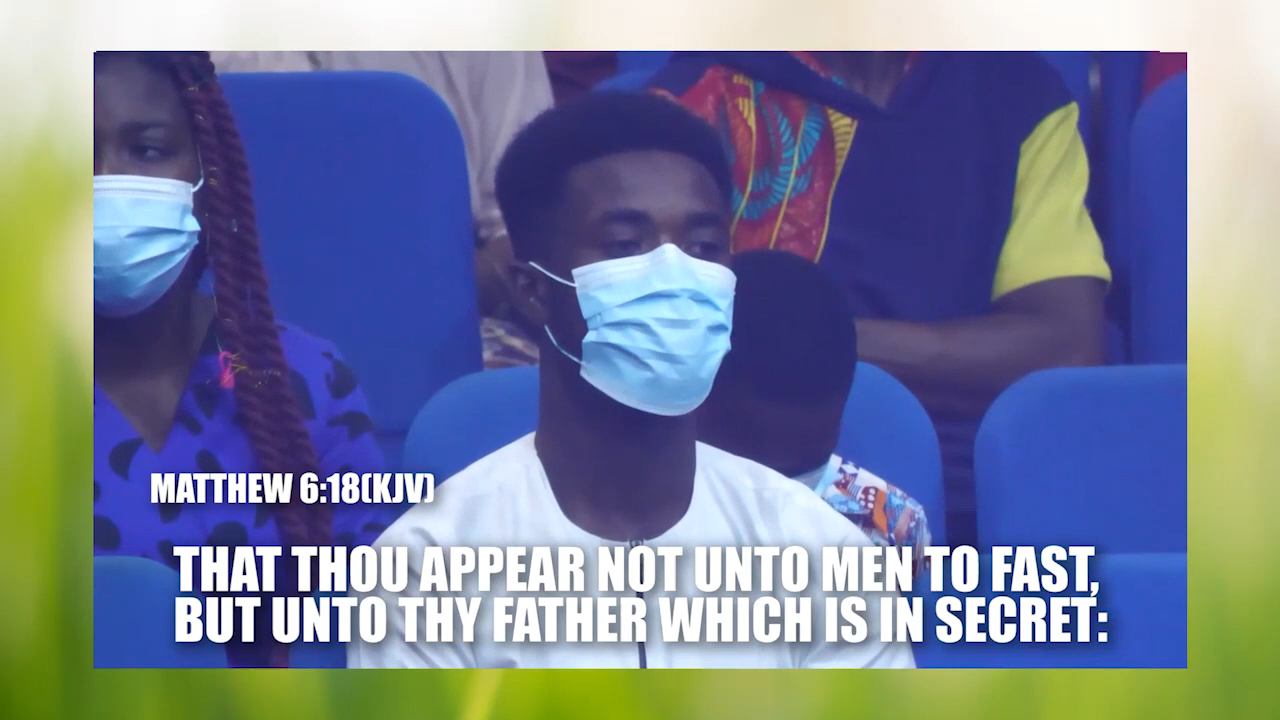 MATTHEW 6:18(KJV)
THAT THOU APPEAR NOT UNTO MEN TO FAST,
BUT UNTO THY FATHER WHICH IS IN SECRET: